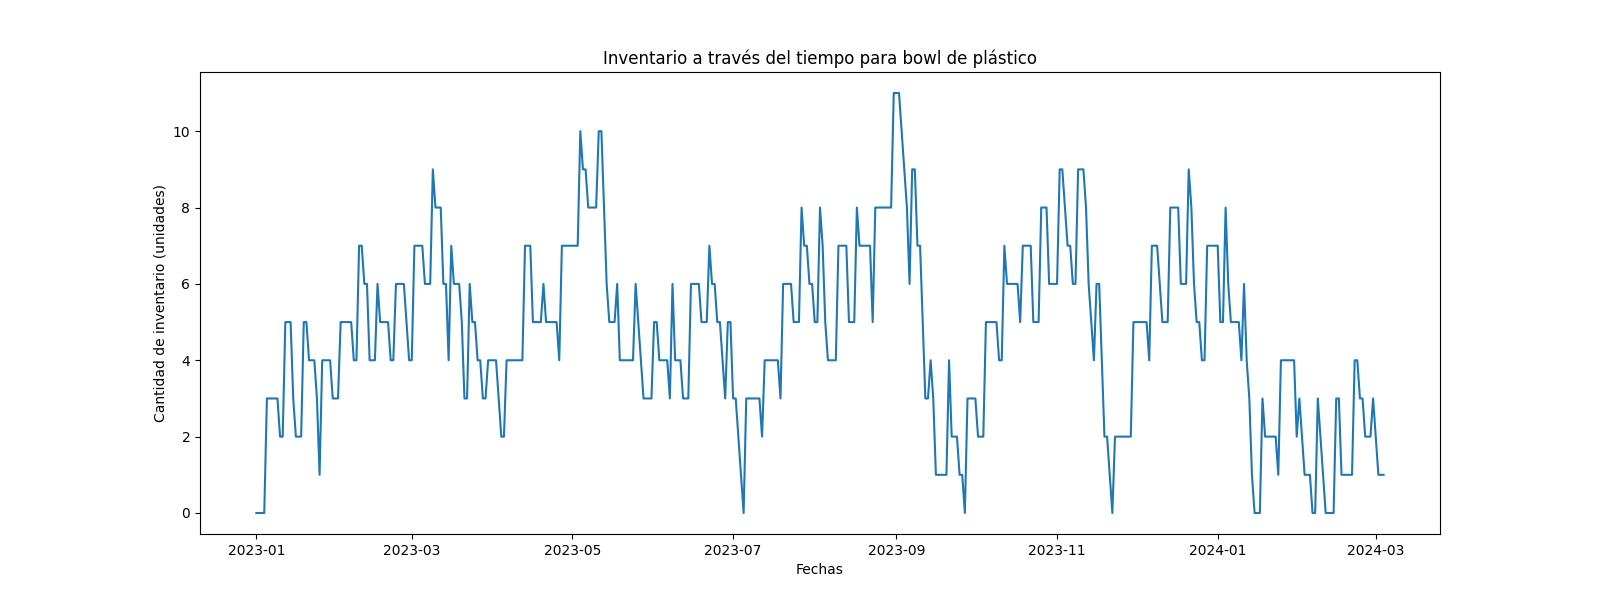 Inventario a través del tiempo para bowl de plástico
Cantidad de inventario (unidades)
10
8
6
4
2
0
2023-01 2023-03 2023-05 2023-07 2023-09 2023-11 2024-01 2024-03
Fechas